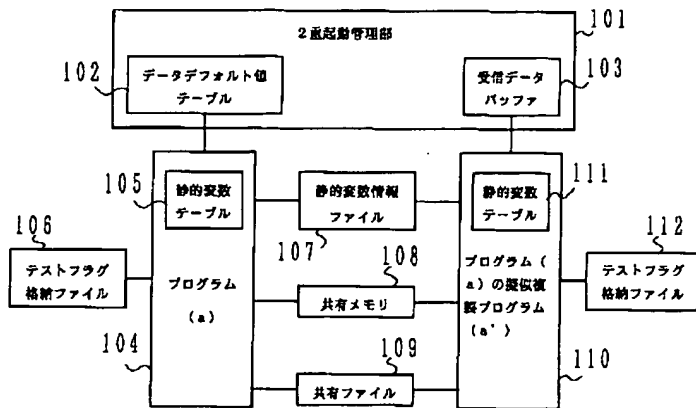 101
2重起動管理部
102
データデフォルト値
テーブル
受信データ
バッファ
103
105
静的変数
テーブル
静的変数情報
ファイル
107
静的変数
テーブル
111
106
テストフラグ
格納ファイル
プログラム
(a)
108
共有メモリ
プログラム(
a)の擬似複
製プログラム
(a')
112
テストフラグ
格納ファイル
104
109
共有ファイル
110